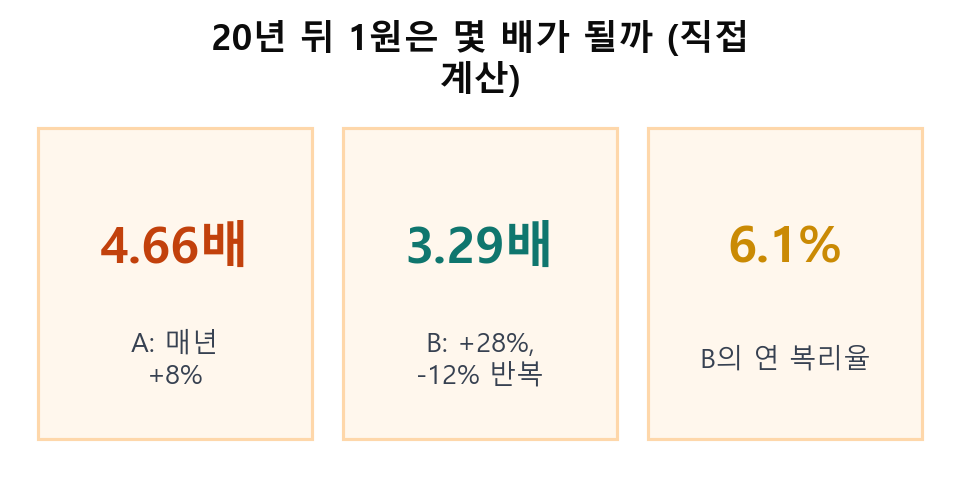 20년 뒤 1원은 몇 배가 될까 (직접
계산)
4.66배
A: 매년
+8%
3.29배
B: +28%,
-12% 반복
6.1%
B의 연 복리율